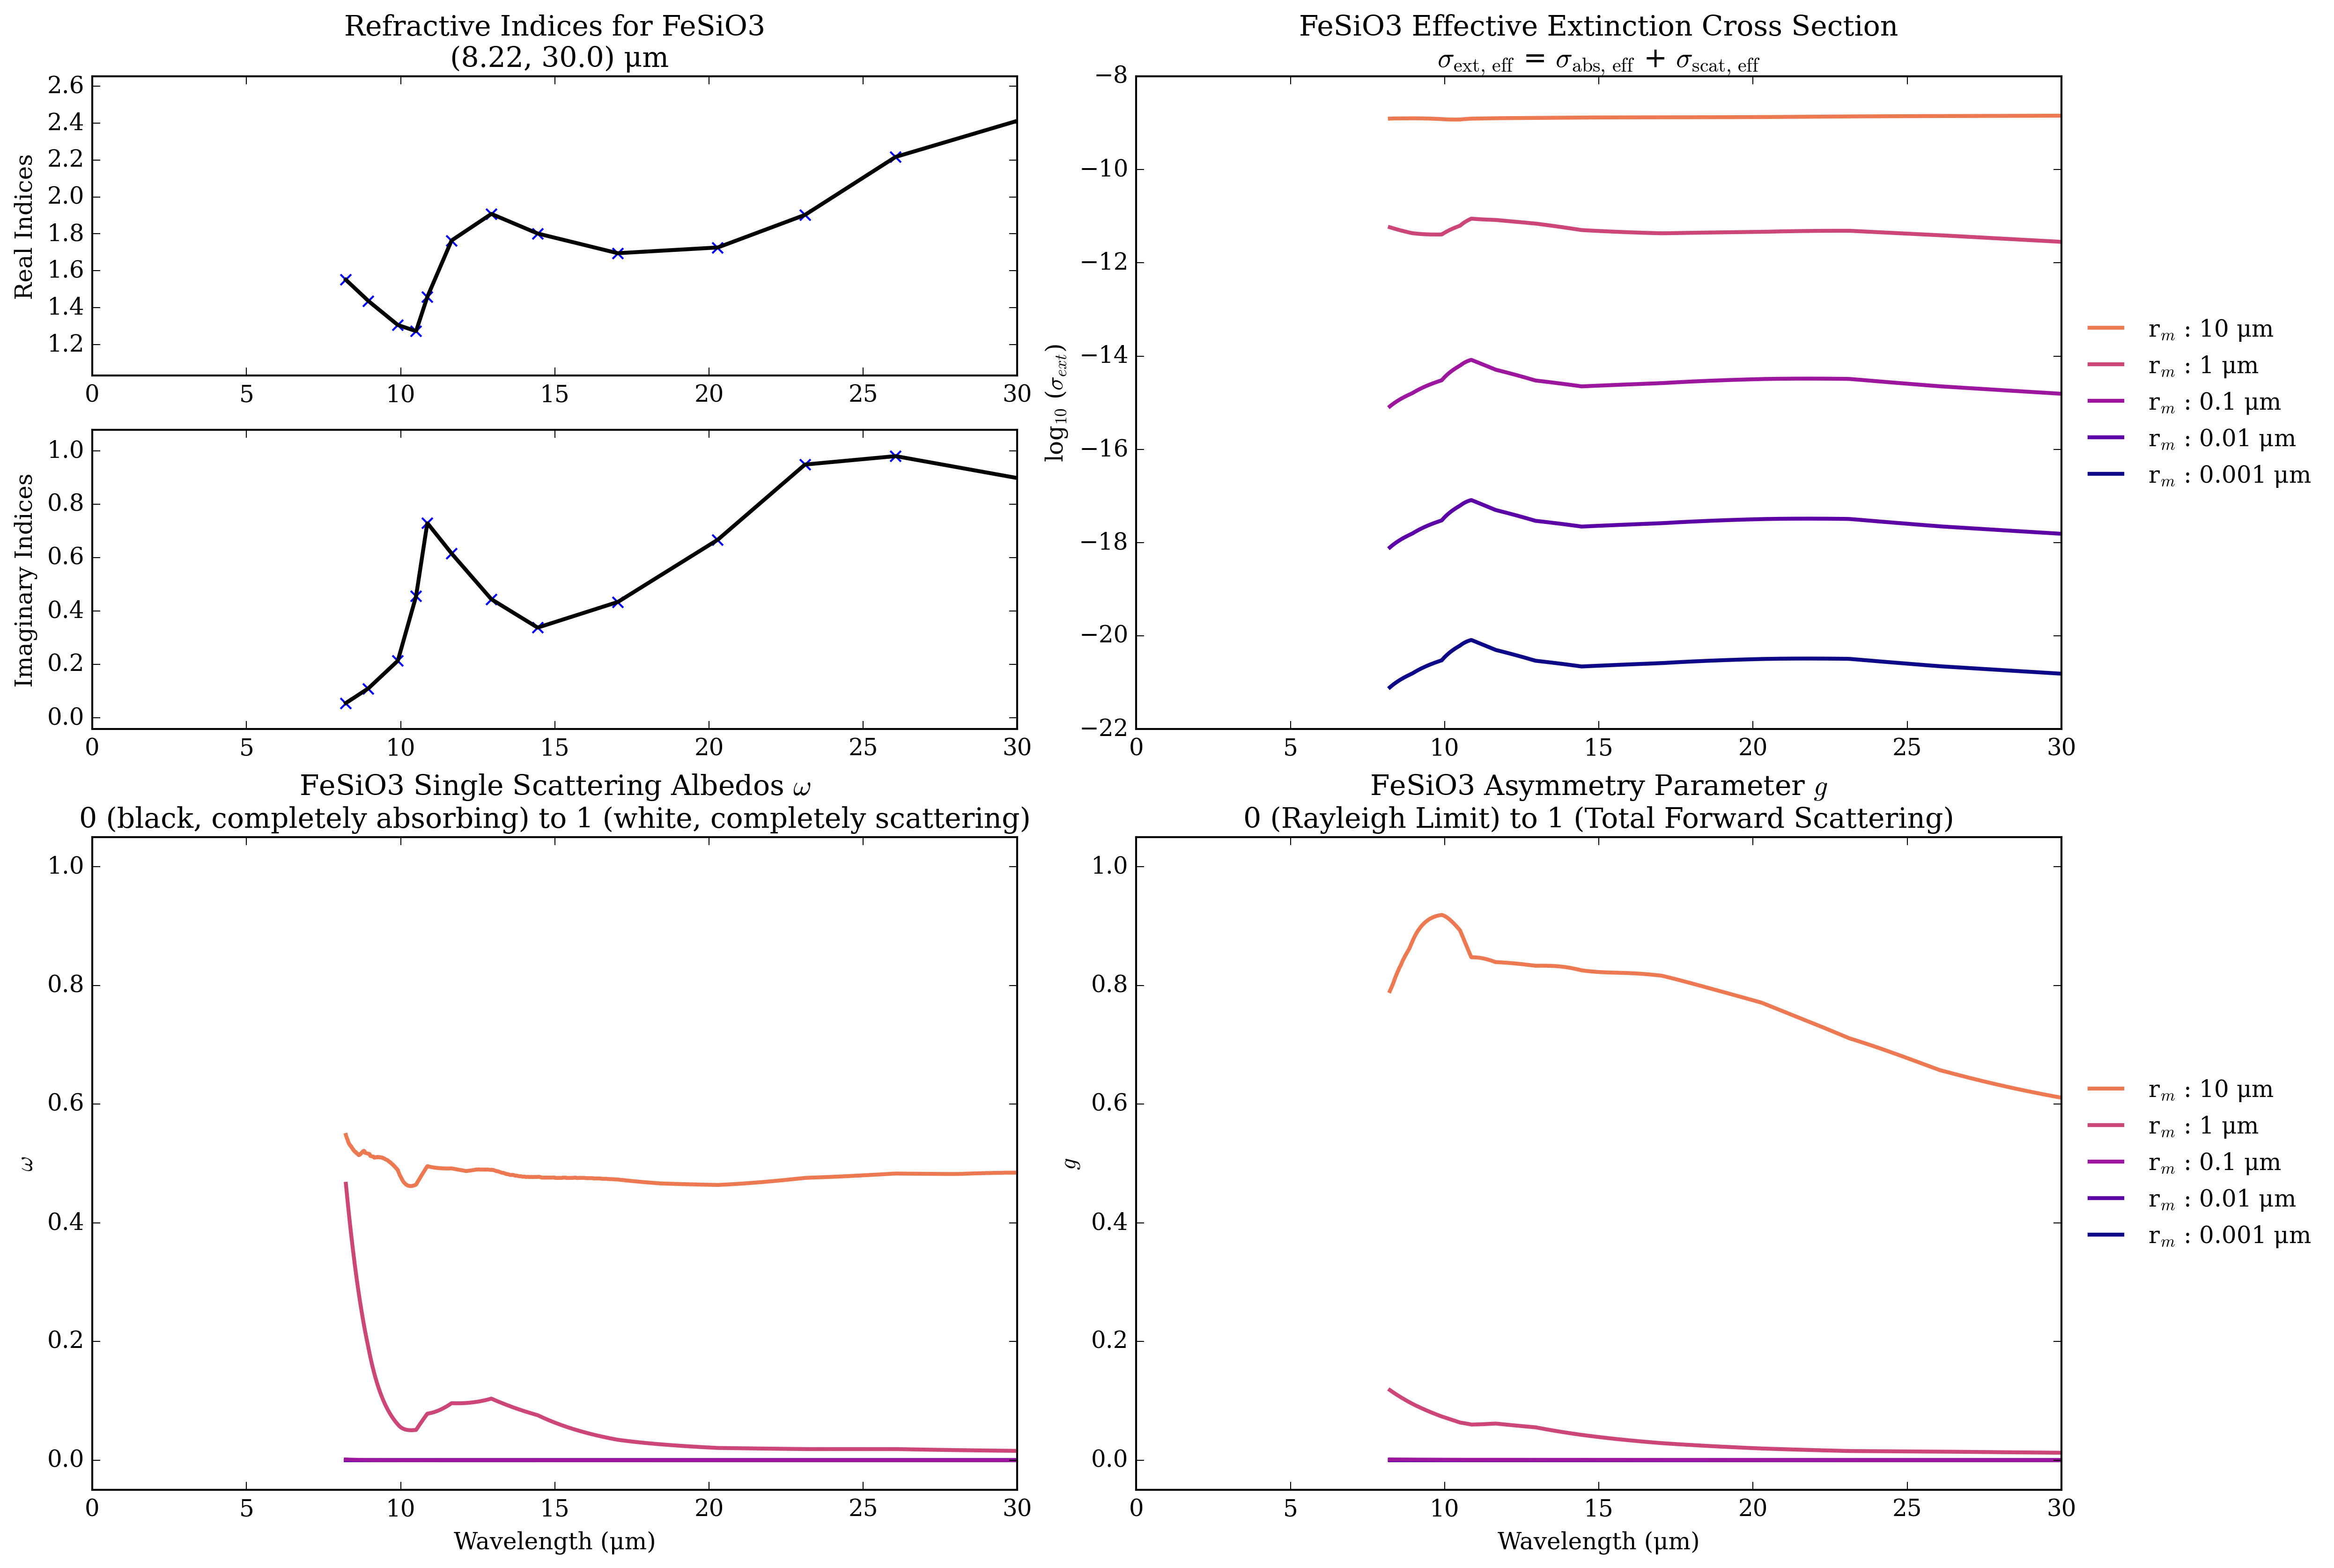 Refractive Indices for FeSiO3
(8.22, 30.0) μm
Real Indices
2.6
2.4
2.2
2.0
1.8
1.6
1.4
1.2
0 5 10 15 20 25 30
Imaginary Indices
1.0
0.8
0.6
0.4
0.2
0.0
0 5 10 15 20 25 30
FeSiO3 Effective Extinction Cross Section
σext, eff = σabs, eff + σscat, eff
log10 (σext)
−8
−10
−12
−14
−16
−18
−20
−22
0 5 10 15 20 25 30
rm : 10 μm
rm : 1 μm
rm : 0.1 μm
rm : 0.01 μm
rm : 0.001 μm
FeSiO3 Single Scattering Albedos ω
0 (black, completely absorbing) to 1 (white, completely scattering)
ω
1.0
0.8
0.6
0.4
0.2
0.0
0 5 10 15 20 25 30
Wavelength (μm)
FeSiO3 Asymmetry Parameter g
0 (Rayleigh Limit) to 1 (Total Forward Scattering)
g
1.0
0.8
0.6
0.4
0.2
0.0
0 5 10 15 20 25 30
Wavelength (μm)
rm : 10 μm
rm : 1 μm
rm : 0.1 μm
rm : 0.01 μm
rm : 0.001 μm